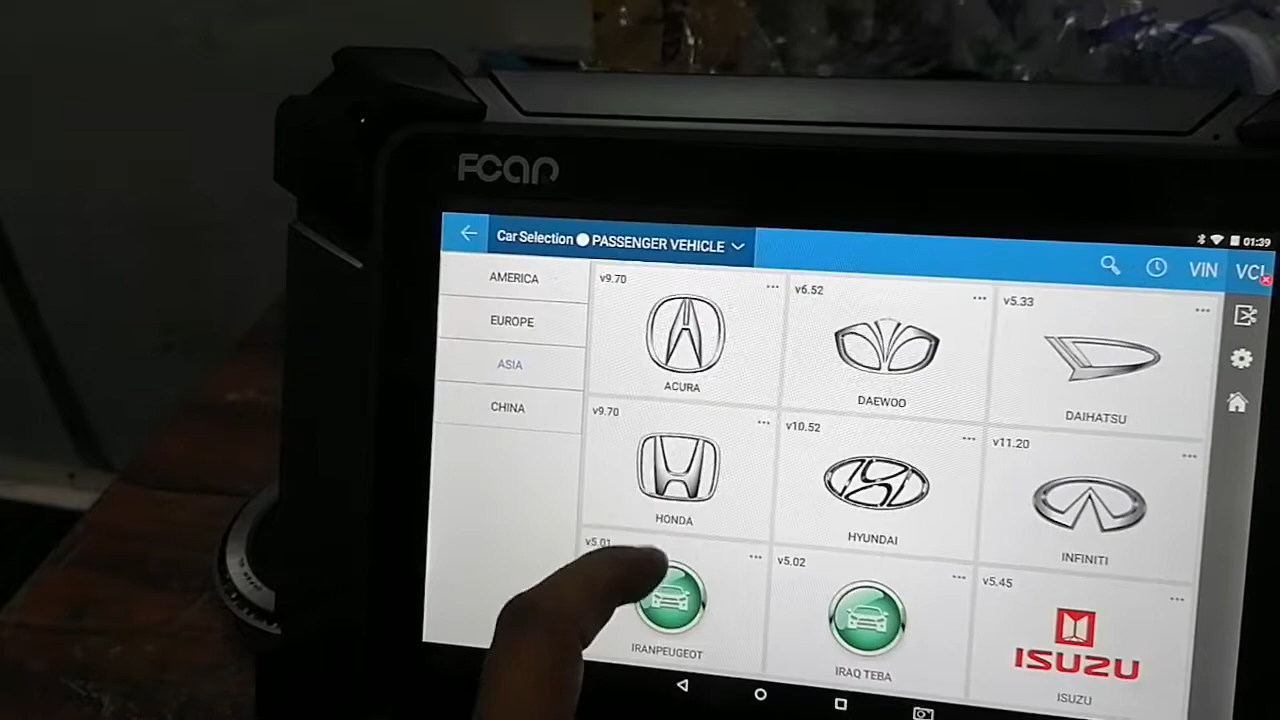 Fcar
Car Selection PASSENGER VEHICLE
01:39
VIN
VCI
AMERICA
EUROPE
ASIA
CHINA
v9.70
ACURA
v6.52
DAEWOO
v5.33
DAIHATSU
v9.70
HONDA
v10.52
HYUNDAI
v11.20
INFINITI
v5.01
IRANPEUGEOT
v5.02
IRAQ TEBA
v5.45
ISUZU
ISUZU